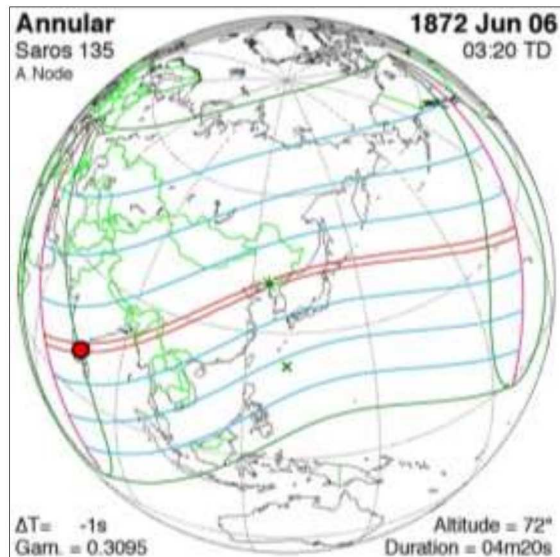 Annular
Saros 135
A.Node
1872 Jun 06
03:20 TD
ΔT= -1s
Gam. = 0.3095
Altitude = 72°
Duration = 04m20s